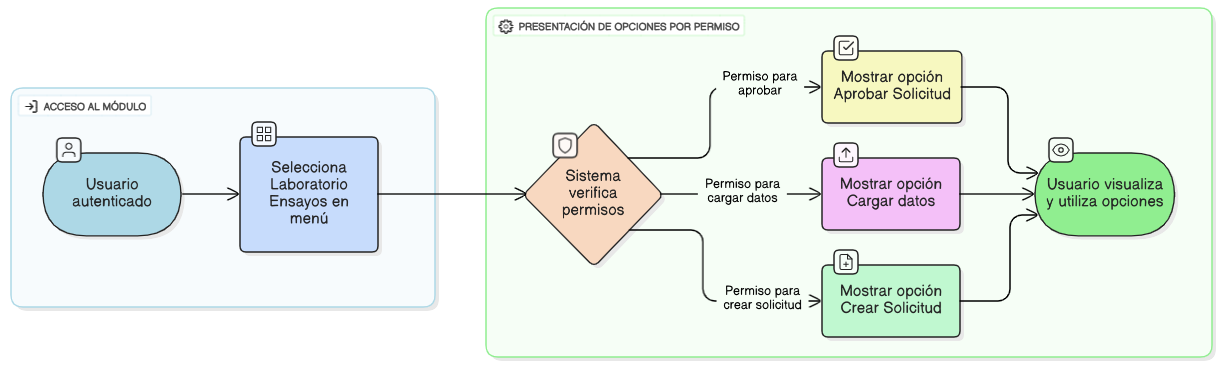 ACCESO AL MÓDULO
Usuario
autenticado
Selecciona
Laboratorio
Ensayos en
menú
PRESENTACIÓN DE OPCIONES POR PERMISO
Sistema
verifica
permisos
Permiso para
aprobar
Mostrar opción
Aprobar Solicitud
Permiso para
cargar datos
Mostrar opción
Cargar datos
Permiso para
crear solicitud
Mostrar opción
Crear Solicitud
Usuario visualiza
y utiliza opciones